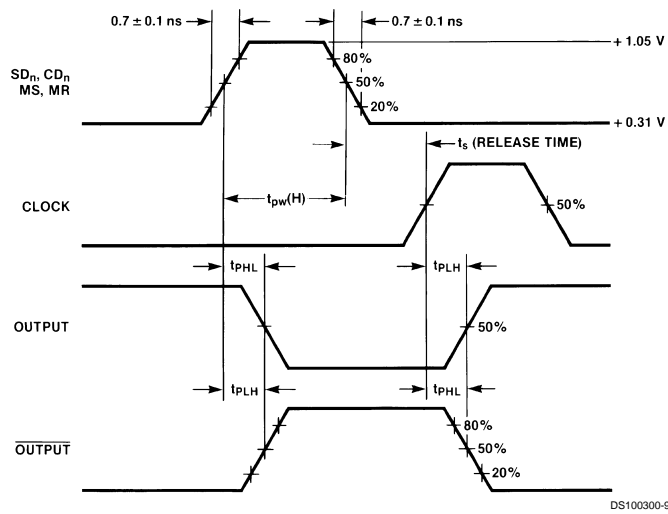 0.7 ± 0.1 ns
0.7 ± 0.1 ns
+ 1.05 V
SDn, CDn
MS, MR
80%
50%
20%
+ 0.31 V
ts (RELEASE TIME)
tpw(H)
CLOCK
50%
tPHL
tPLH
OUTPUT
50%
tPLH
tPHL
OUTPUT
80%
50%
20%
DS100300-9